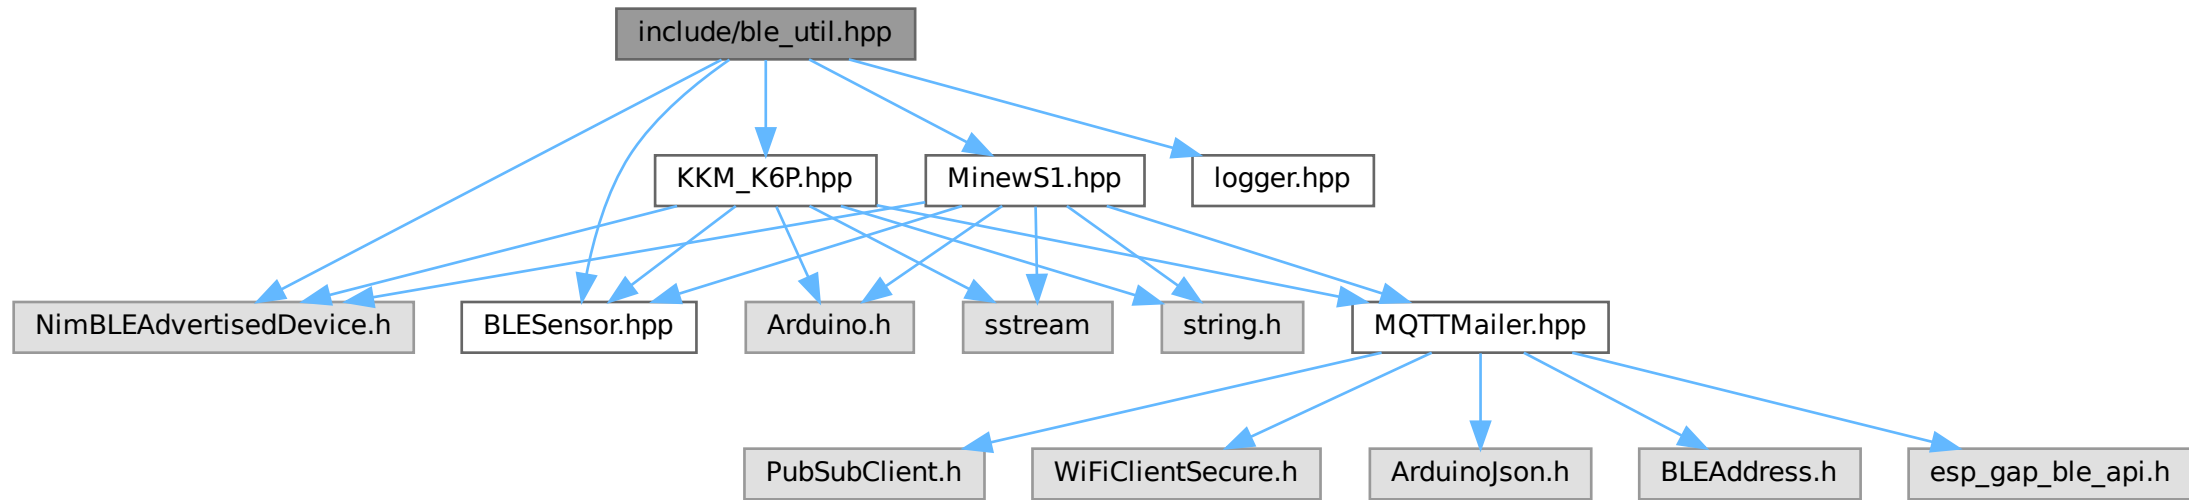 include/ble_util.hpp
KKM_K6P.hpp
MinewS1.hpp
logger.hpp
NimBLEAdvertisedDevice.h
BLESensor.hpp
Arduino.h
sstream
string.h
MQTTMailer.hpp
PubSubClient.h
WiFiClientSecure.h
ArduinoJson.h
BLEAddress.h
esp_gap_ble_api.h